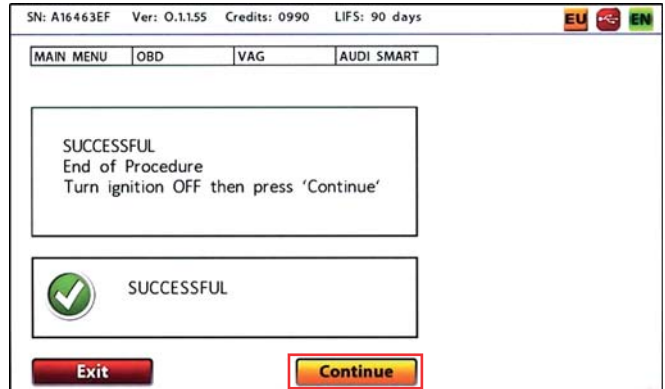 SN: A16463EF Ver: O.1.1.55 Credits: 0990 LIFS: 90 days EU EN
MAIN MENU OBD VAG AUDI SMART
SUCCESSFUL
End of Procedure
Turn ignition OFF then press ‘Continue‘
SUCCESSFUL
Exit Continue